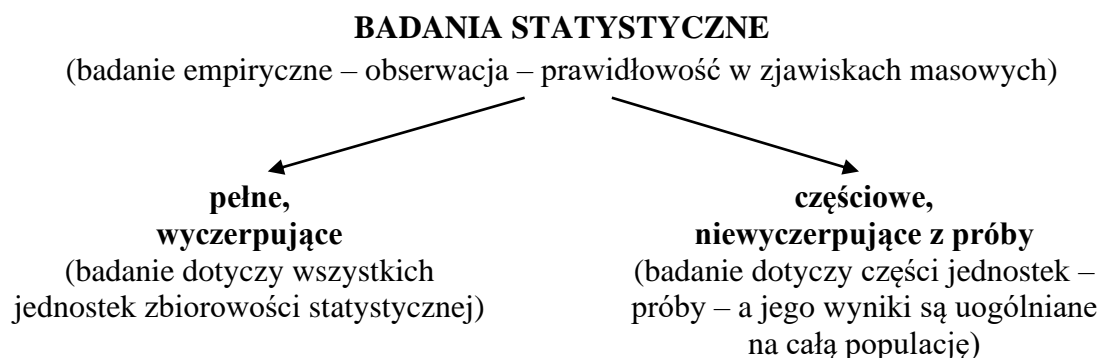 BADANIA STATYSTYCZNE
(badanie empiryczne – obserwacja – prawidłowość w zjawiskach masowych)
pełne,
wyczerpujące
(badanie dotyczy wszystkich
jednostek zbiorowości statystycznej)
częściowe,
niewyczerpujące z próby
(badanie dotyczy części jednostek –
próby – a jego wyniki są uogólniane
na całą populację)